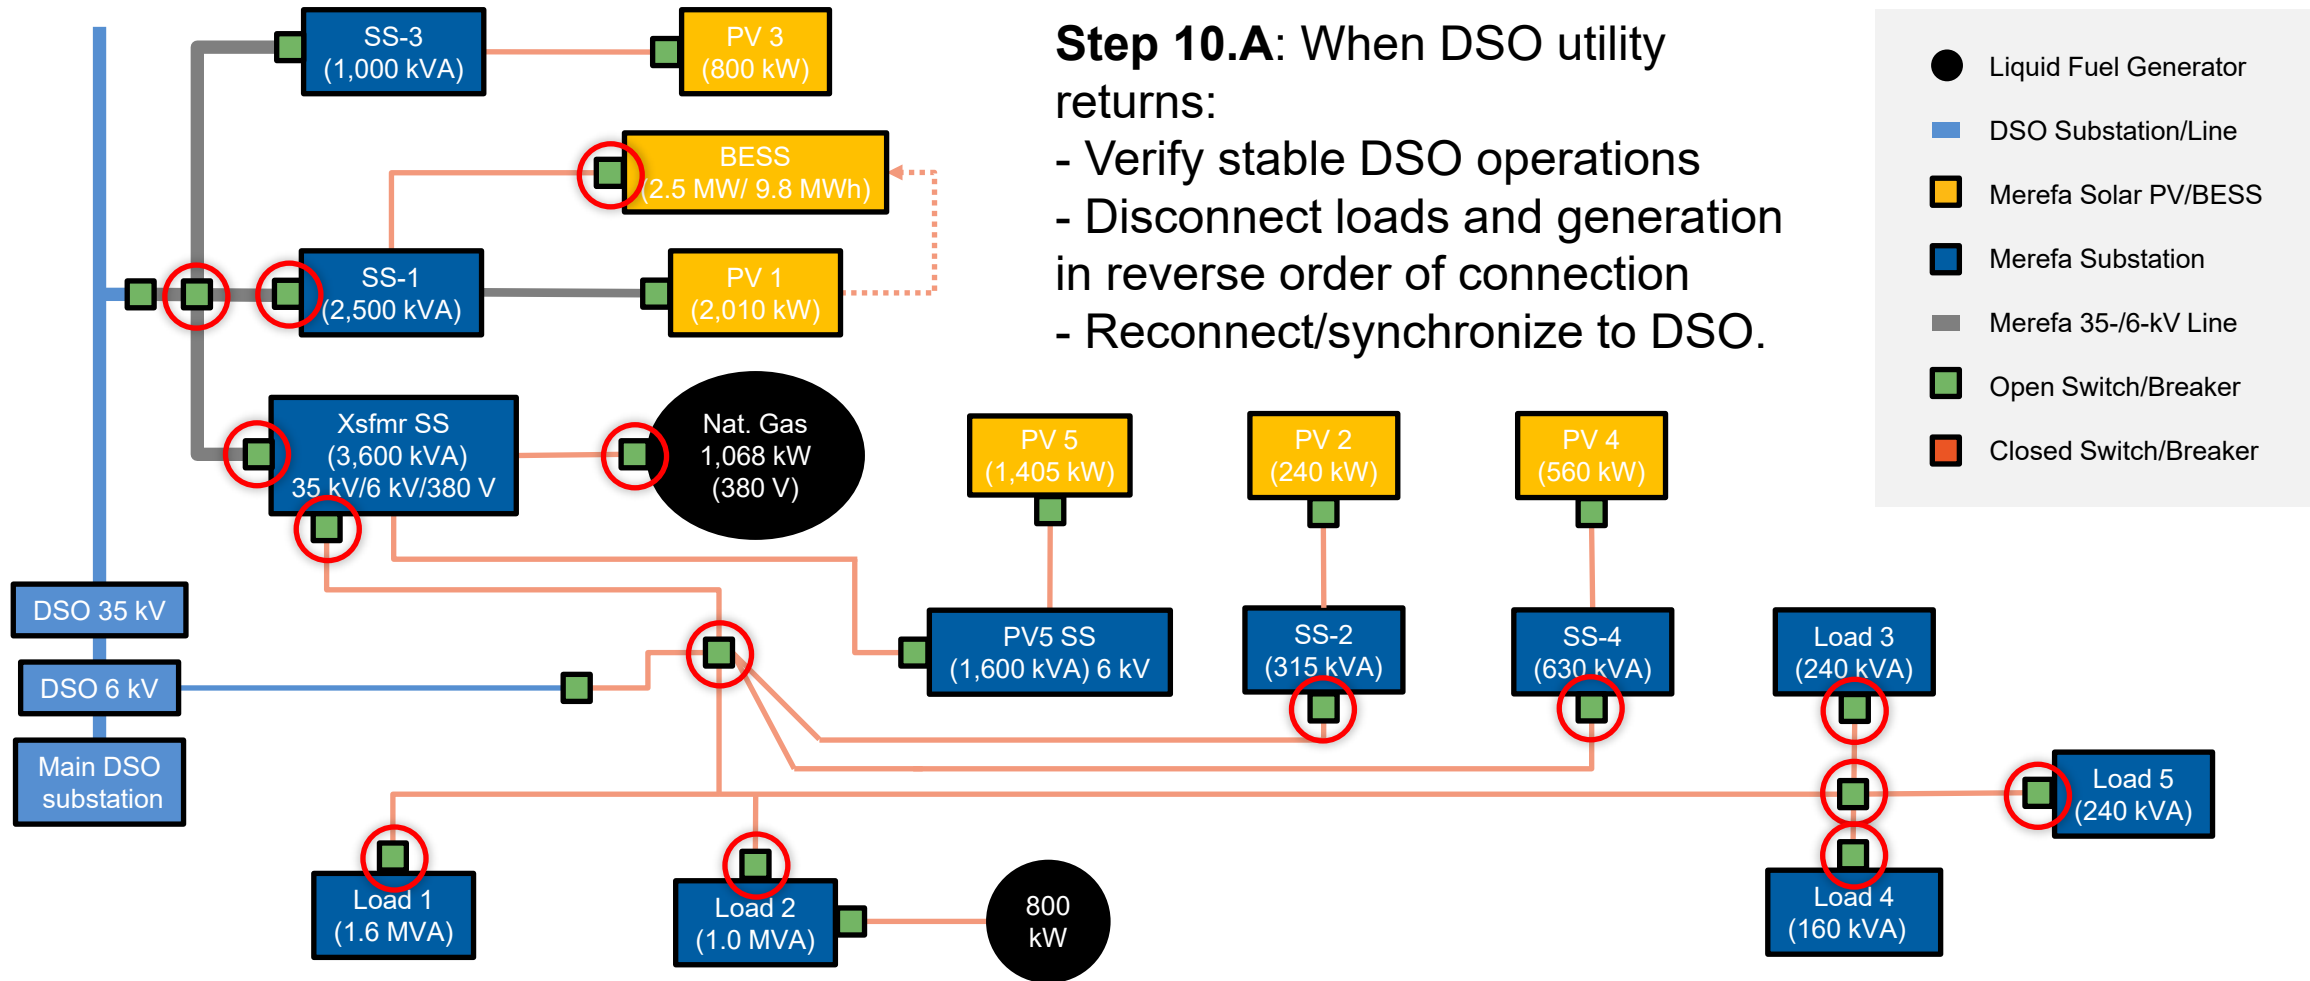 SS-3
(1,000 kVA)
PV 3
(800 kW)
Step 10.A: When DSO utility
returns:
- Verify stable DSO operations
- Disconnect loads and generation
in reverse order of connection
- Reconnect/synchronize to DSO.
Liquid Fuel Generator
DSO Substation/Line
Merefa Solar PV/BESS
Merefa Substation
Merefa 35-/6-kV Line
Open Switch/Breaker
Closed Switch/Breaker
BESS
(2.5 MW/ 9.8 MWh)
SS-1
(2,500 kVA)
PV 1
(2,010 kW)
Xsfmr SS
(3,600 kVA)
35 kV/6 kV/380 V
Nat. Gas
1,068 kW
(380 V)
PV 5
(1,405 kW)
PV 2
(240 kW)
PV 4
(560 kW)
DSO 35 kV
DSO 6 kV
Main DSO
substation
PV5 SS
(1,600 kVA) 6 kV
SS-2
(315 kVA)
SS-4
(630 kVA)
Load 3
(240 kVA)
Load 5
(240 kVA)
Load 1
(1.6 MVA)
Load 2
(1.0 MVA)
800
kW
Load 4
(160 kVA)